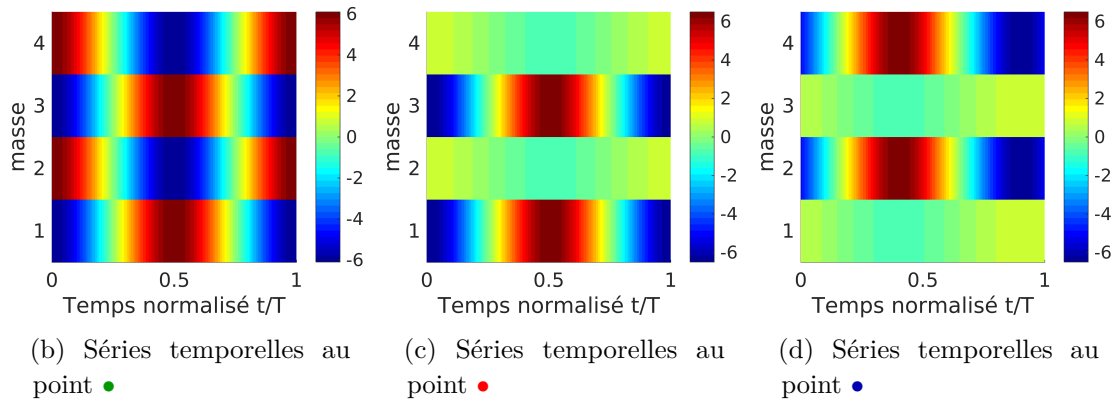 4
3
2
1
masse
0 0.5 1
Temps normalisé t/T
6
4
2
0
-2
-4
-6
(b) Séries temporelles au
point
4
3
2
1
masse
0 0.5 1
Temps normalisé t/T
6
4
2
0
-2
-4
-6
(c) Séries temporelles au
point
4
3
2
1
masse
0 0.5 1
Temps normalisé t/T
6
4
2
0
-2
-4
-6
(d) Séries temporelles au
point